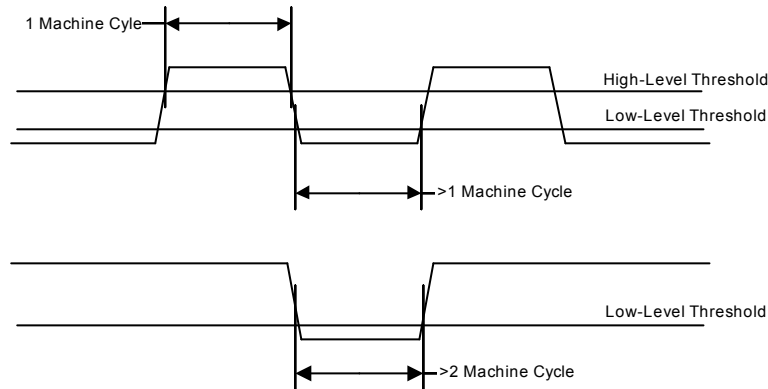 1 Machine Cyle
High-Level Threshold
Low-Level Threshold
>1 Machine Cycle
Low-Level Threshold
>2 Machine Cycle